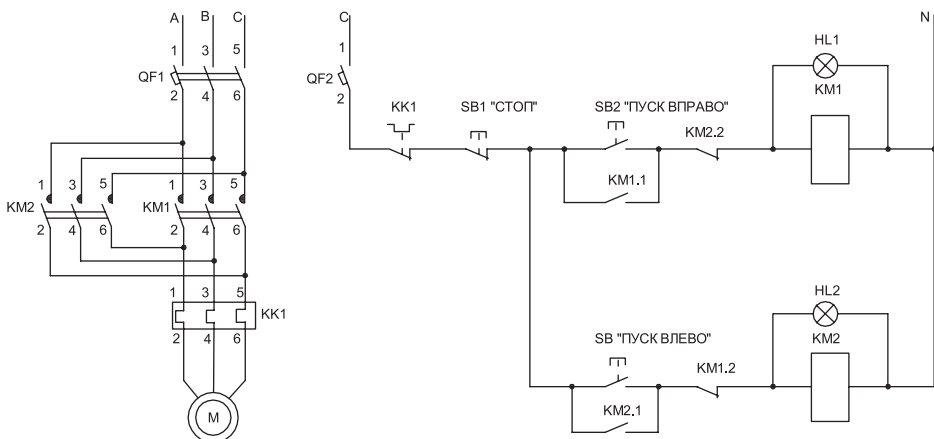 A B C
1 3 5
QF1
2 4 6
1 3 5
KM2
2 4 6
1 3 5
KM1
2 4 6
1 3 5
KK1
2 4 6
M
C
1
QF2
2
KK1
SB1 "СТОП"
SB2 "ПУСК ВПРАВО"
KM1.1
KM2.2
HL1
KM1
N
SB "ПУСК ВЛЕВО"
KM2.1
KM1.2
HL2
KM2